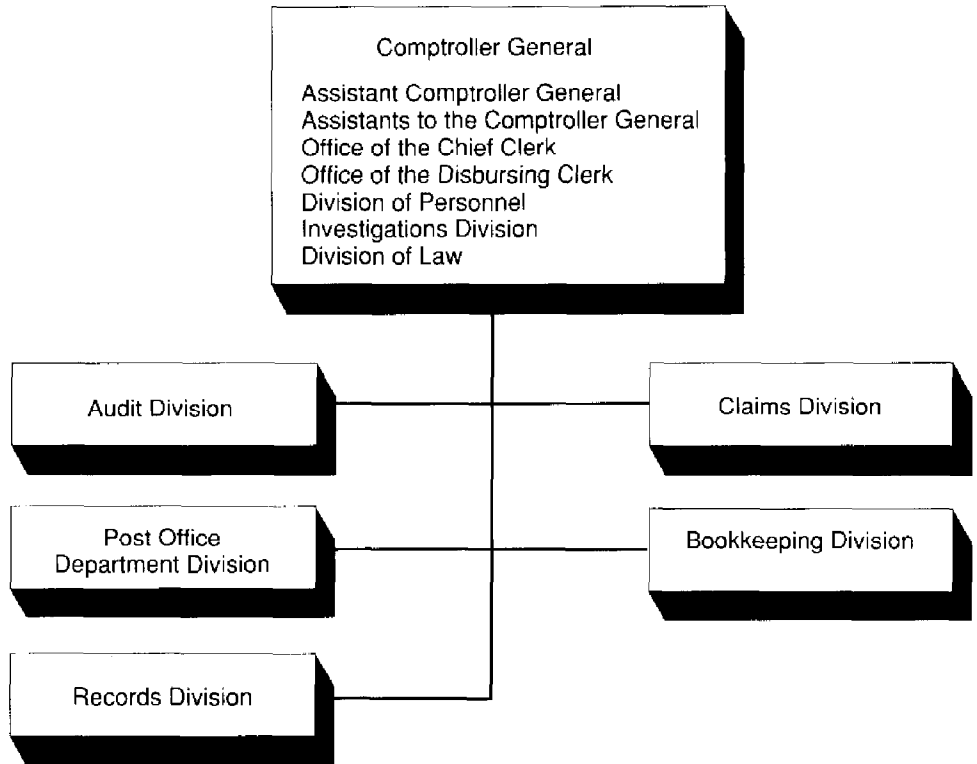 Comptroller General
Assistant Comptroller General
Assistants to the Comptroller General
Office of the Chief Clerk
Office of the Disbursing Clerk
Division of Personnel
Investigations Division
Division of Law
Audit Division
Claims Division
Post Office
Department Division
Bookkeeping Division
Records Division